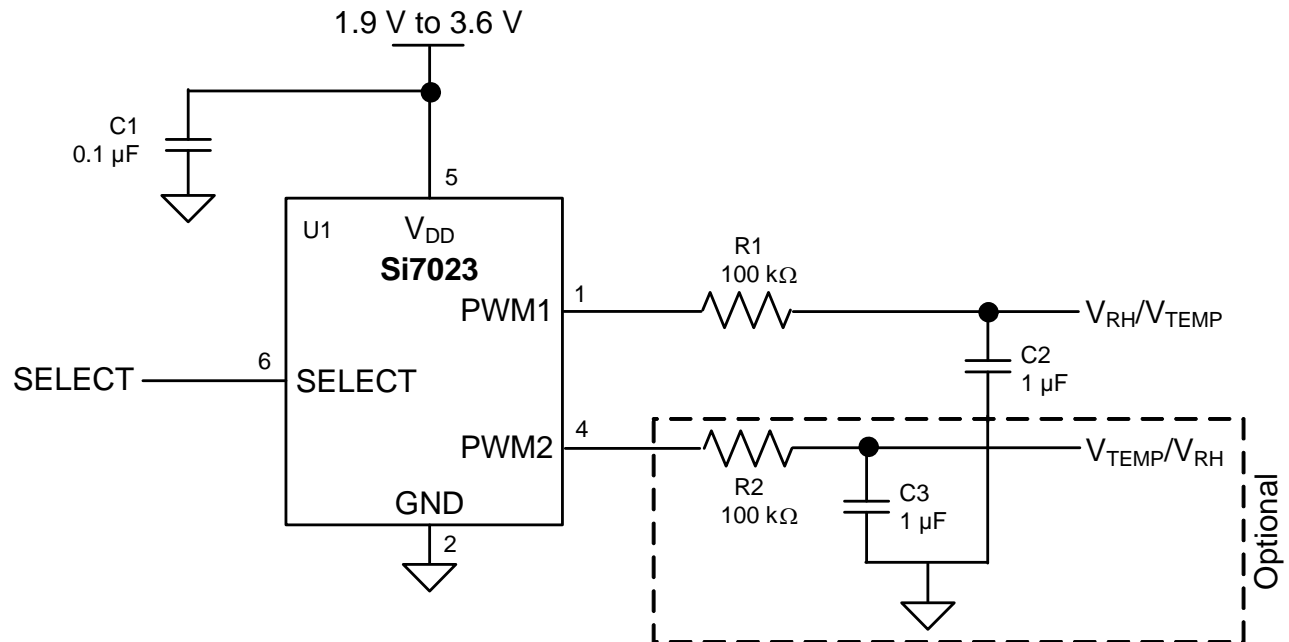 1.9 V to 3.6 V
C1
0.1 µF
5
U1
VDD
Si7023
R1
100 kΩ
PWM1
1
VRH/VTEMP
C2
1 µF
SELECT
6
SELECT
PWM2
4
VTEMP/VRH
R2
100 kΩ
C3
1 µF
GND
2
Optional